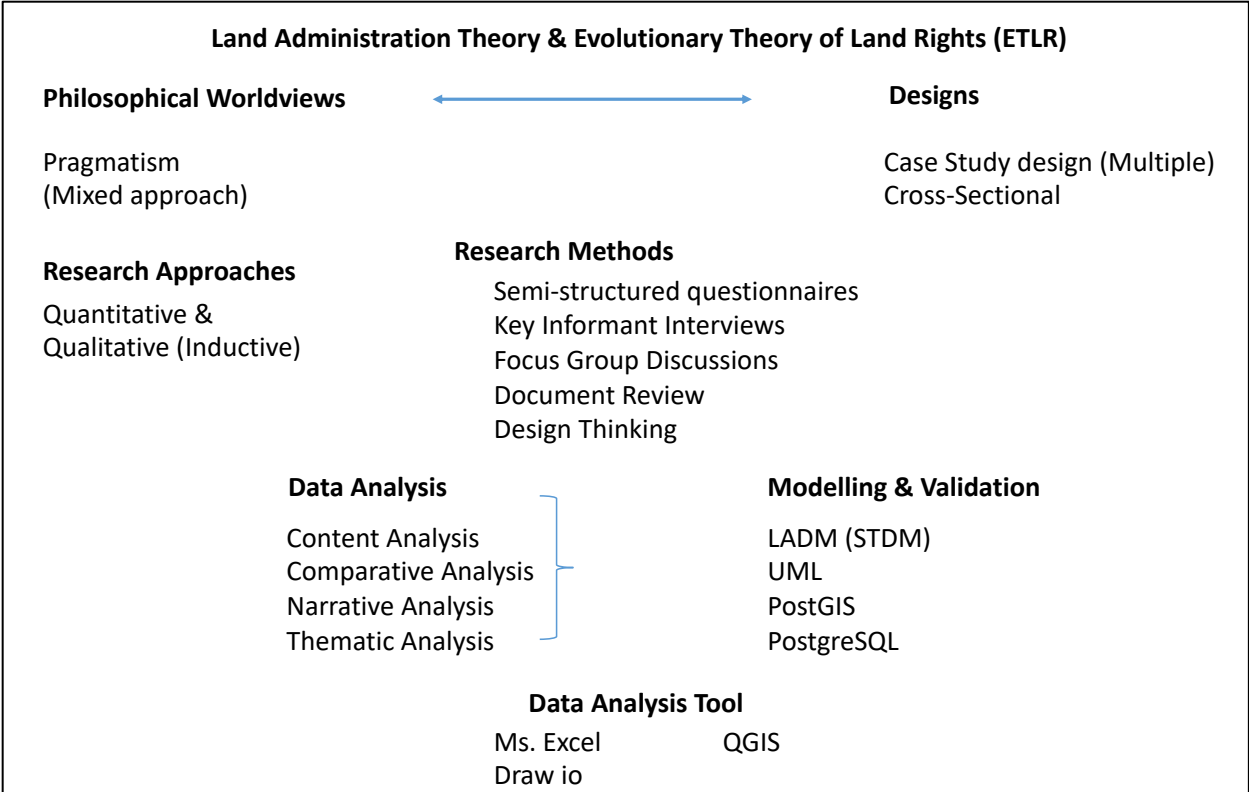 Land Administration Theory & Evolutionary Theory of Land Rights (ETLR)
Philosophical Worldviews
Designs
Pragmatism
(Mixed approach)
Case Study design (Multiple)
Cross-Sectional
Research Approaches
Quantitative &
Qualitative (Inductive)
Research Methods
Semi-structured questionnaires
Key Informant Interviews
Focus Group Discussions
Document Review
Design Thinking
Data Analysis
Content Analysis
Comparative Analysis
Narrative Analysis
Thematic Analysis
Modelling & Validation
LADM (STDM)
UML
PostGIS
PostgreSQL
Data Analysis Tool
Ms. Excel
QGIS
Draw io